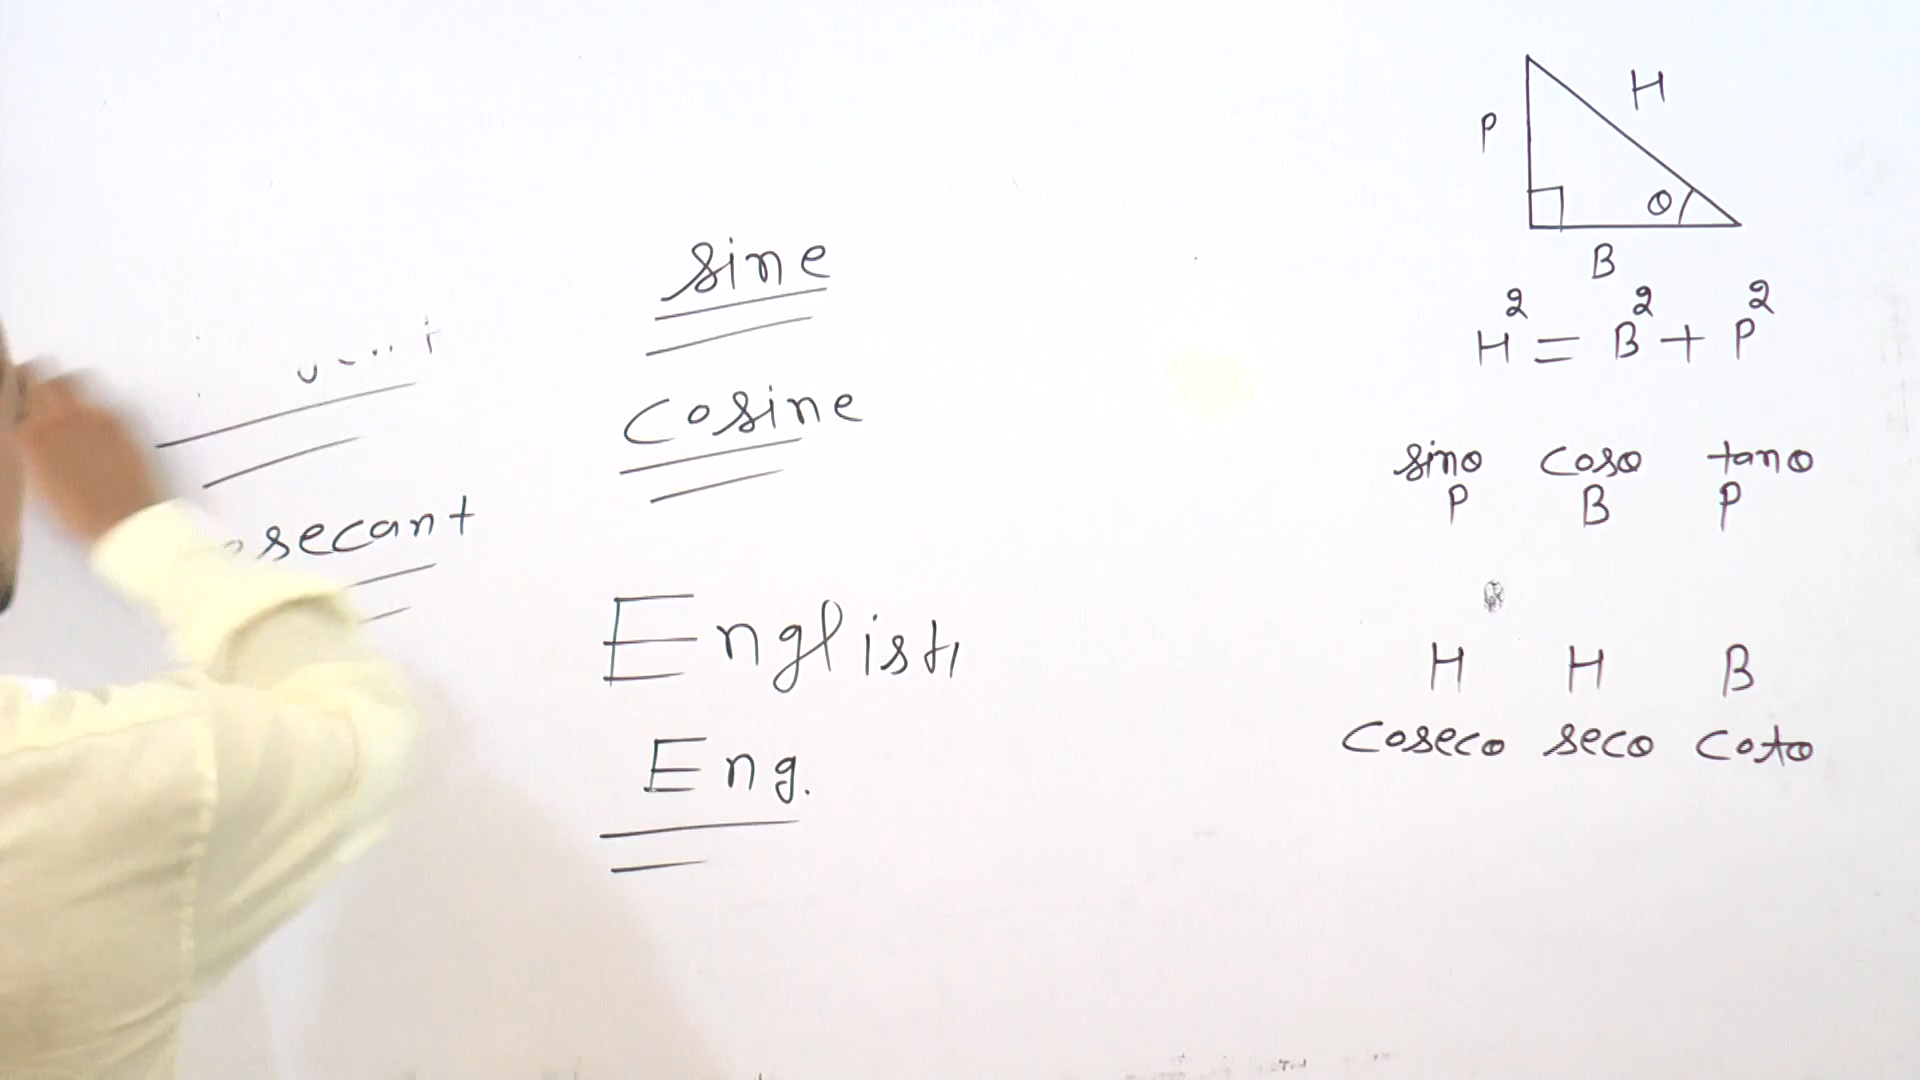 secant
sine
cosine
English
Eng.
P
H
θ
B
H² = B² + P²
sinθ cosθ tanθ
P B P
H H B
cosecθ secθ cotθ